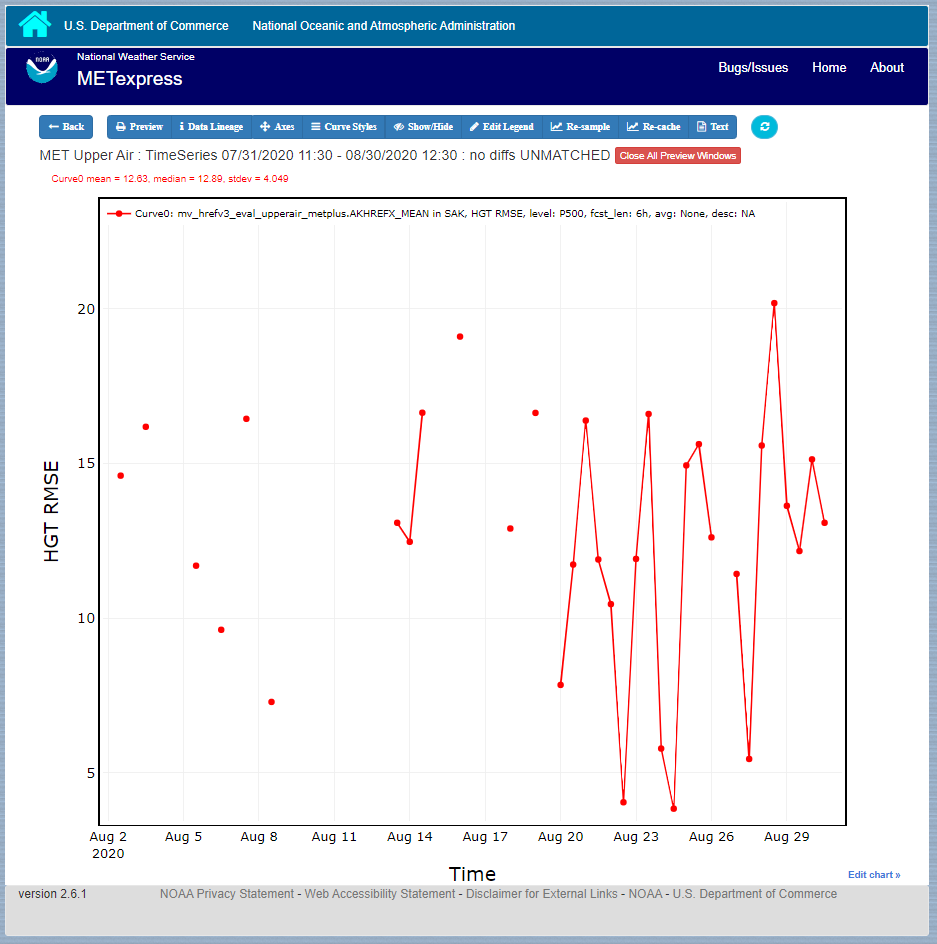 U.S. Department of Commerce National Oceanic and Atmospheric Administration
NOAA
National Weather Service
METexpress
Bugs/Issues Home About
Back Preview Data Lineage Axes Curve Styles Show/Hide Edit Legend Re-sample Re-cache Text
MET Upper Air : TimeSeries 07/31/2020 11:30 - 08/30/2020 12:30 : no diffs UNMATCHED Close All Preview Windows
Curve0 mean = 12.63, median = 12.89, stdev = 4.049
Curve0: mv_hrefv3_eval_upperair_metplus.AKHREFX_MEAN in SAK, HGT RMSE, level: P500, fcst_len: 6h, avg: None, desc: NA
HGT RMSE
20
15
10
5
Aug 2 Aug 5 Aug 8 Aug 11 Aug 14 Aug 17 Aug 20 Aug 23 Aug 26 Aug 29
2020
Time
Edit chart »
version 2.6.1 NOAA Privacy Statement - Web Accessibility Statement - Disclaimer for External Links - NOAA - U.S. Department of Commerce